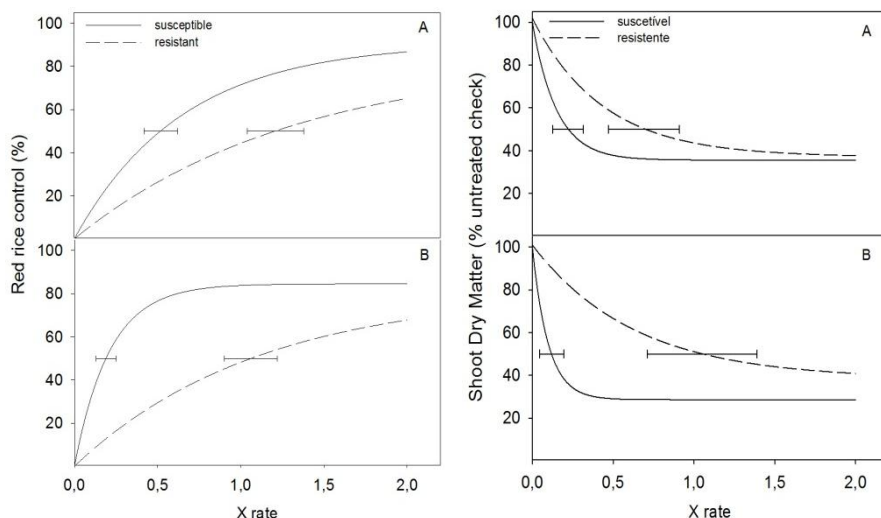 Red rice control (%)
susceptible
resistant
A
100
80
60
40
20
B
100
80
60
40
20
0,0 0,5 1,0 1,5 2,0
X rate
Shoot Dry Matter (% untreated check)
suscetível
resistente
A
100
80
60
40
20
B
100
80
60
40
20
0,0 0,5 1,0 1,5 2,0
X rate